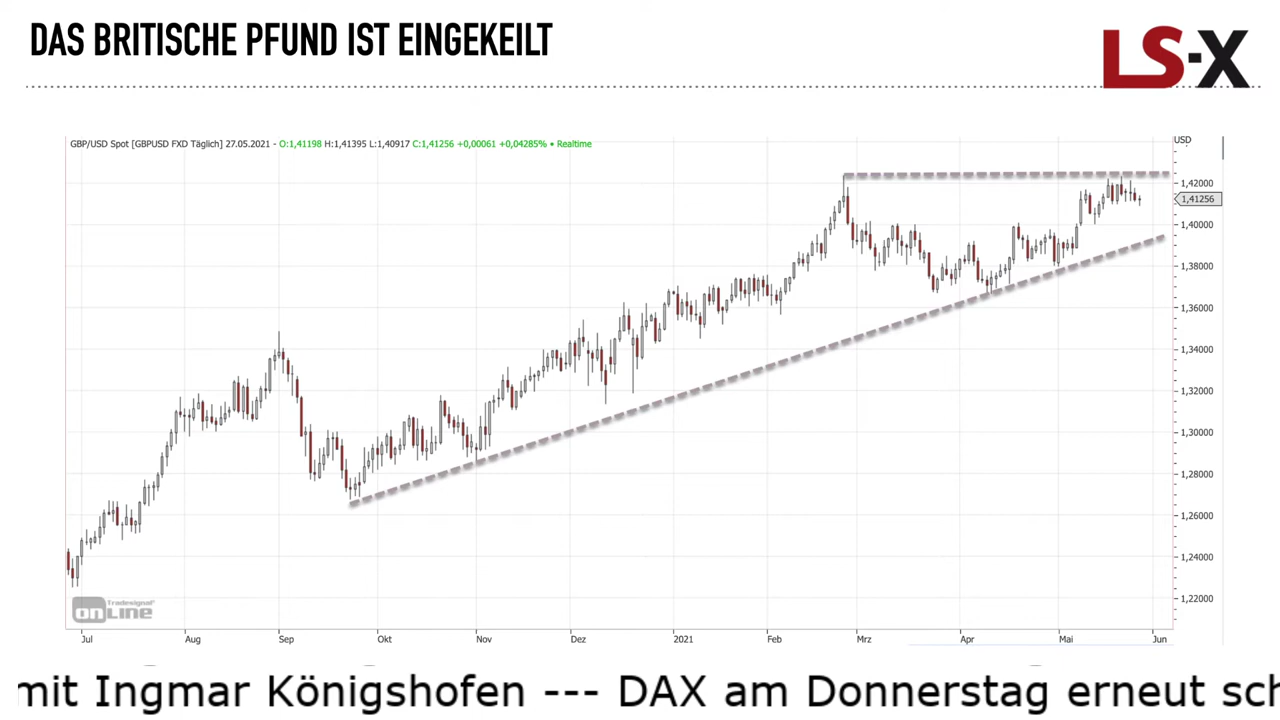 DAS BRITISCHE PFUND IST EINGEKEILT
LS-X
GBP/USD Spot [GBPUSD FXD Täglich] 27.05.2021 - O:1,41198 H:1,41395 L:1,40917 C:1,41256 +0,00061 +0,04285% • Realtime
USD
1,42000
1,41256
1,40000
1,38000
1,36000
1,34000
1,32000
1,30000
1,28000
1,26000
1,24000
1,22000
Tradesignal®
onLine
Jul Aug Sep Okt Nov Dez 2021 Feb Mrz Apr Mai Jun
mit Ingmar Königshofen --- DAX am Donnerstag erneut sch